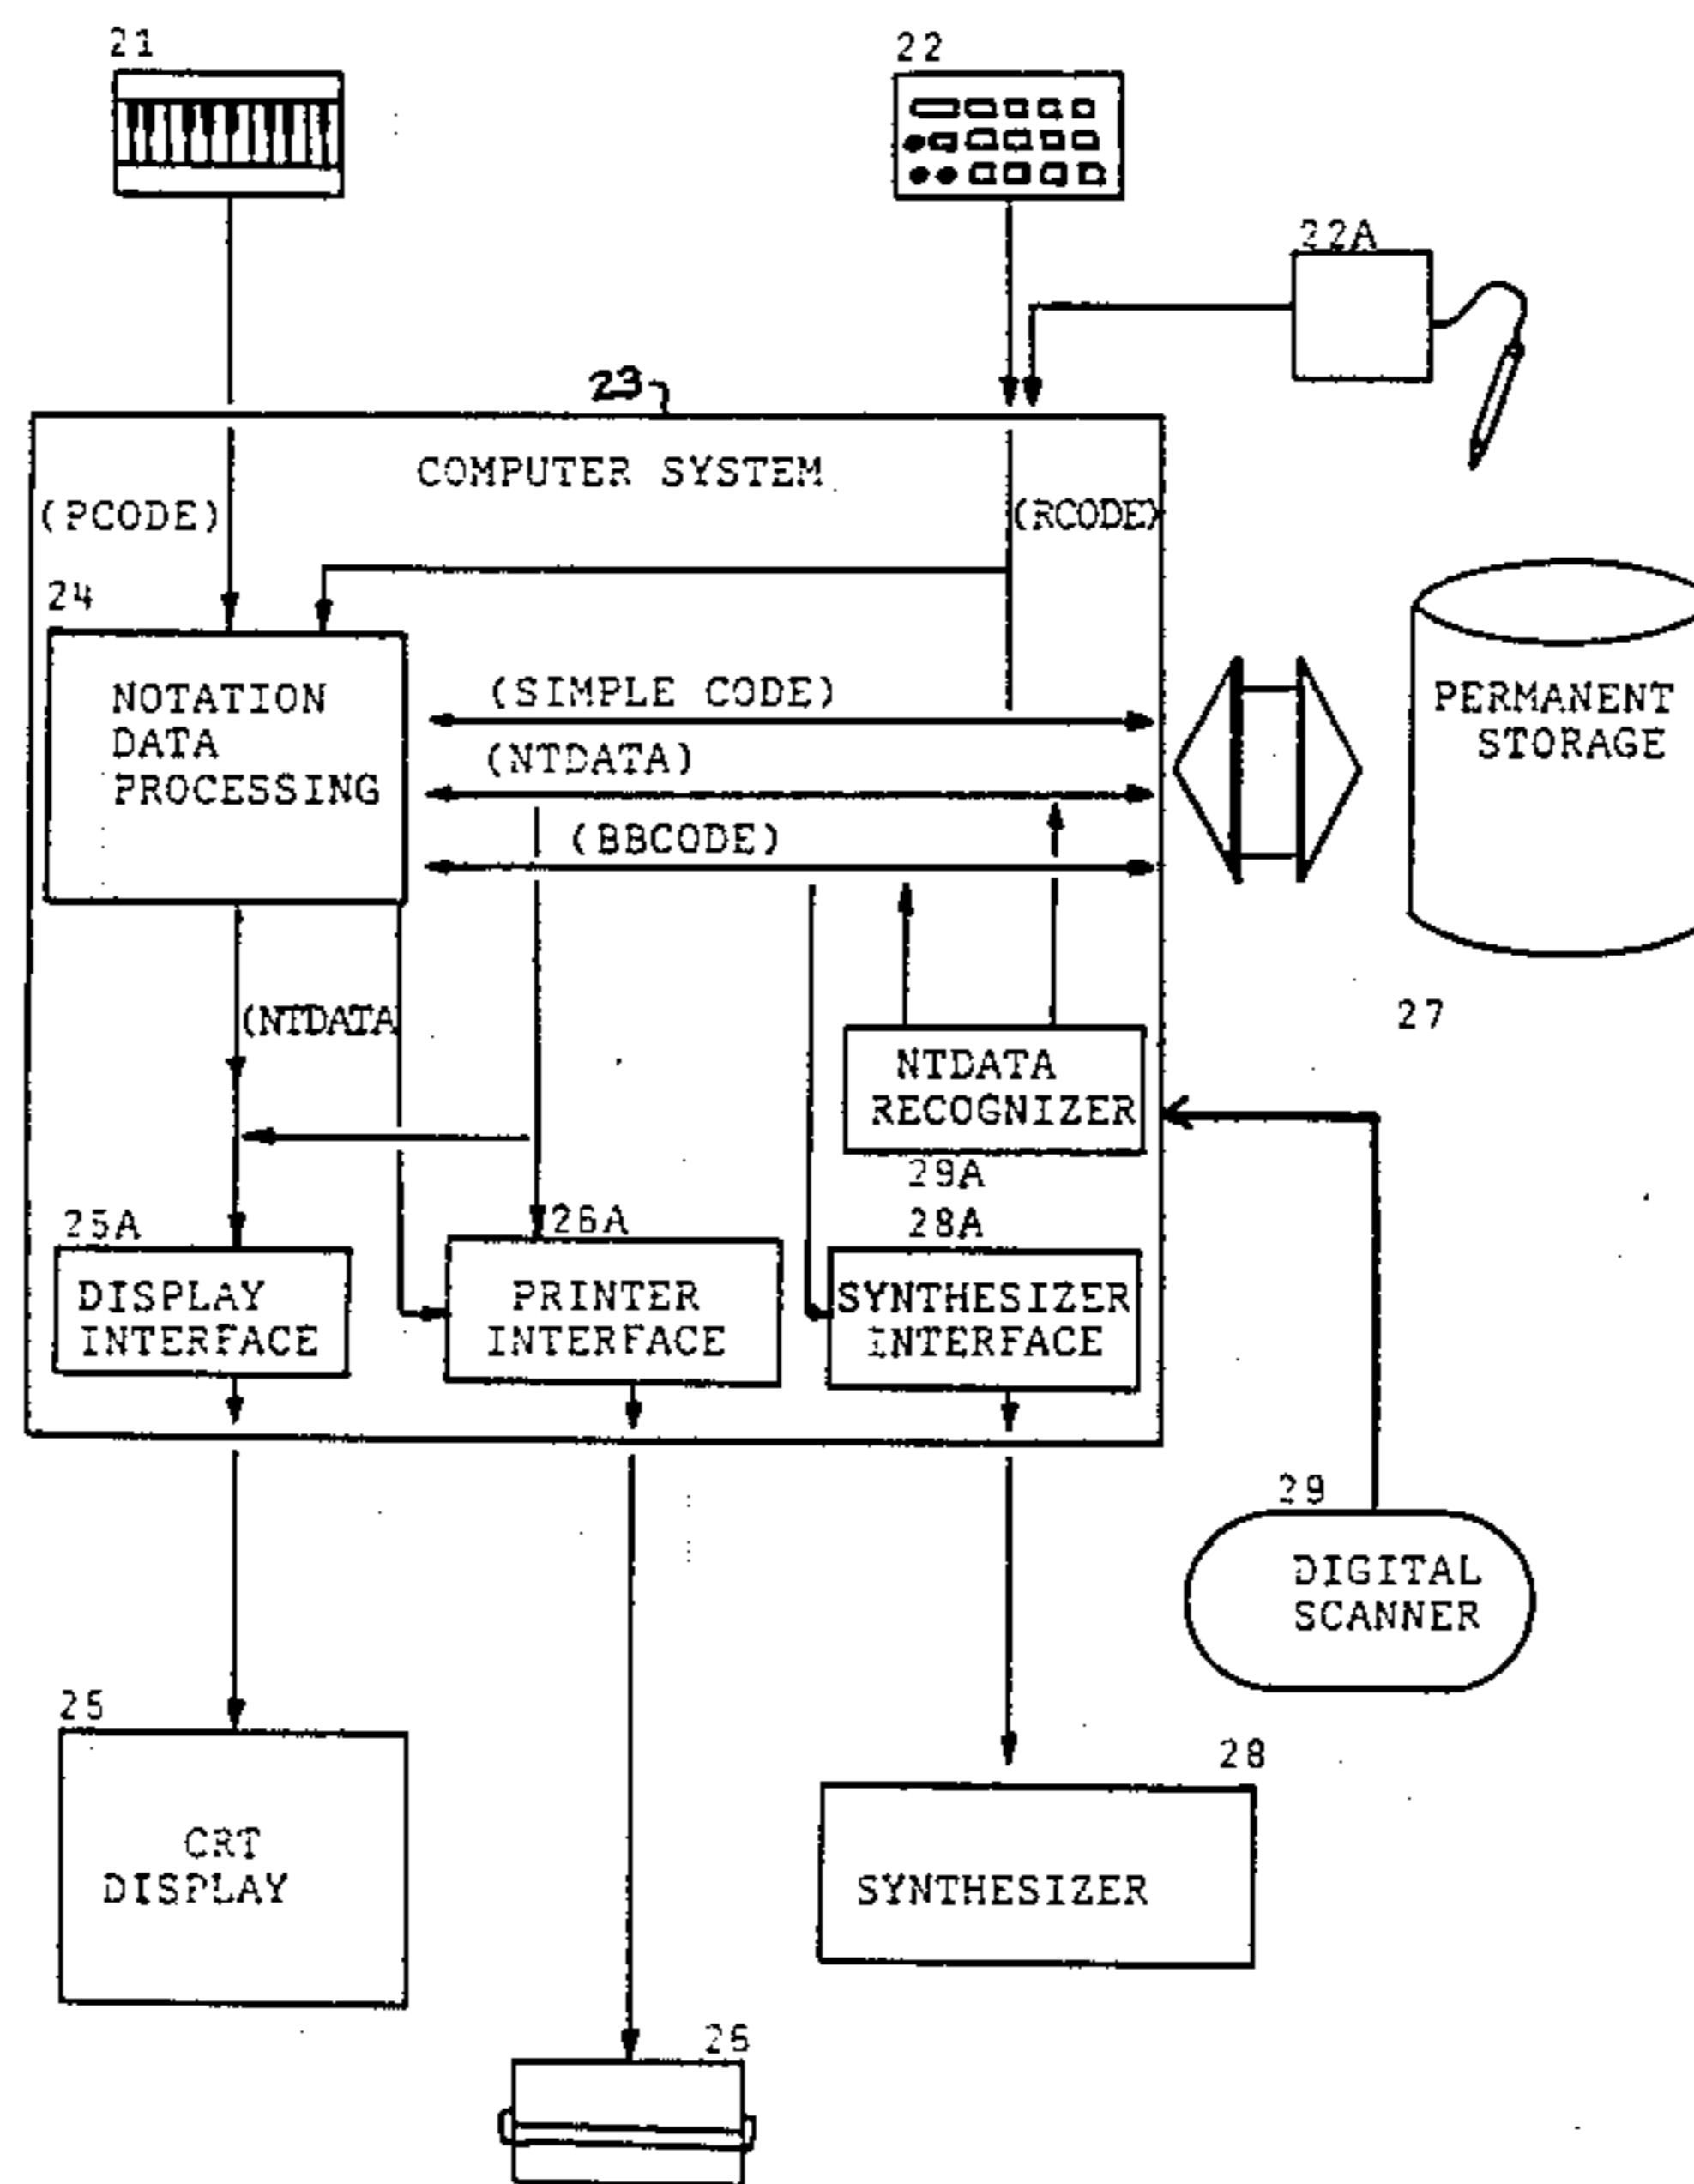 21
22
22A
23
COMPUTER SYSTEM
(PCODE)
(RCODE)
24
NOTATION
DATA
PROCESSING
(SIMPLE CODE)
(NTDATA)
(BBCODE)
PERMANENT
STORAGE
27
(NTDATA
NTDATA
RECOGNIZER
29A
25A
26A
28A
DISPLAY
INTERFACE
PRINTER
INTERFACE
SYNTHESIZER
INTERFACE
29
DIGITAL
SCANNER
25
CRT
DISPLAY
28
SYNTHESIZER
26